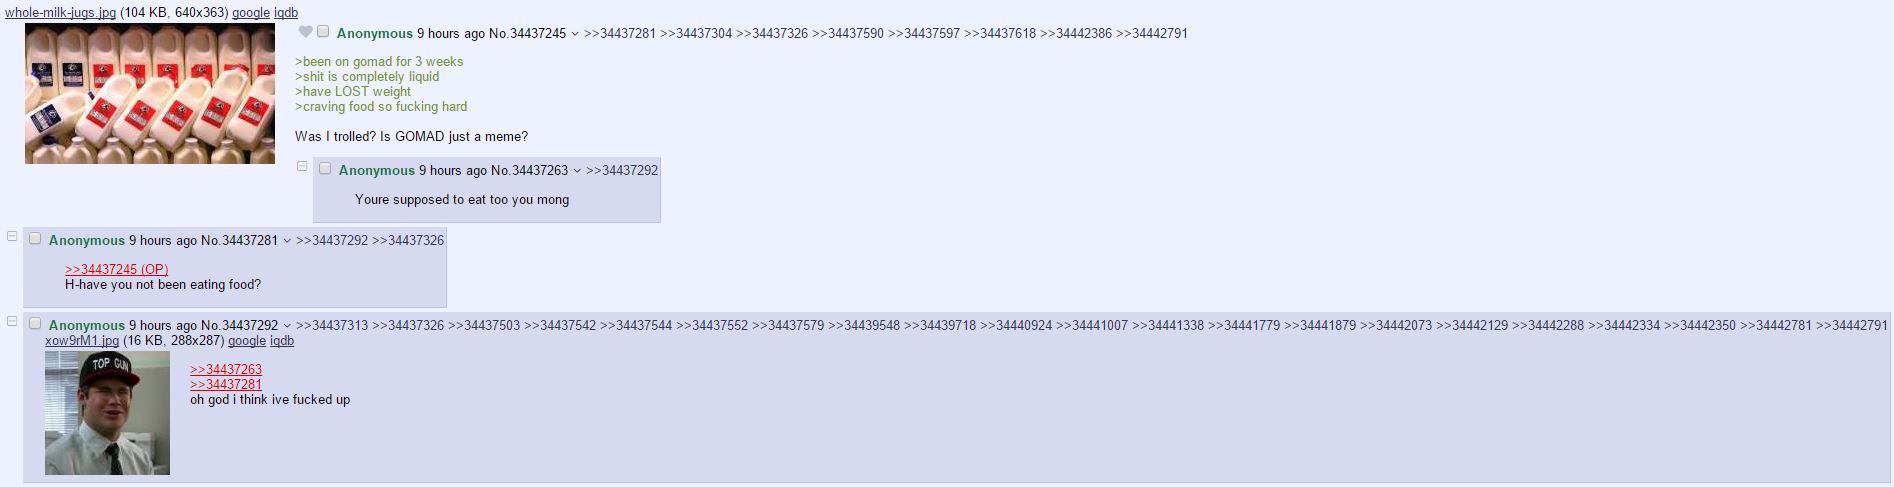 whole-milk-jugs.jpg (104 KB, 640x363) google iqdb
Anonymous 9 hours ago No.34437245 >>34437281 >>34437304 >>34437326 >>34437590 >>34437597 >>34437618 >>34442386 >>34442791
>been on gomad for 3 weeks
>shit is completely liquid
>have LOST weight
>craving food so fucking hard
Was I trolled? Is GOMAD just a meme?
Anonymous 9 hours ago No.34437263 >>34437292
Youre supposed to eat too you mong
Anonymous 9 hours ago No.34437281 >>34437292 >>34437326
>>34437245 (OP)
H-have you not been eating food?
Anonymous 9 hours ago No.34437292 >>34437313 >>34437326 >>34437503 >>34437542 >>34437544 >>34437552 >>34437579 >>34439548 >>34439718 >>34440924 >>34441007 >>34441338 >>34441779 >>34441879 >>34442073 >>34442129 >>34442288 >>34442334 >>34442350 >>34442781 >>34442791
xow9rM1.jpg (16 KB, 288x287) google iqdb
TOP GUN
>>34437263
>>34437281
oh god i think ive fucked up